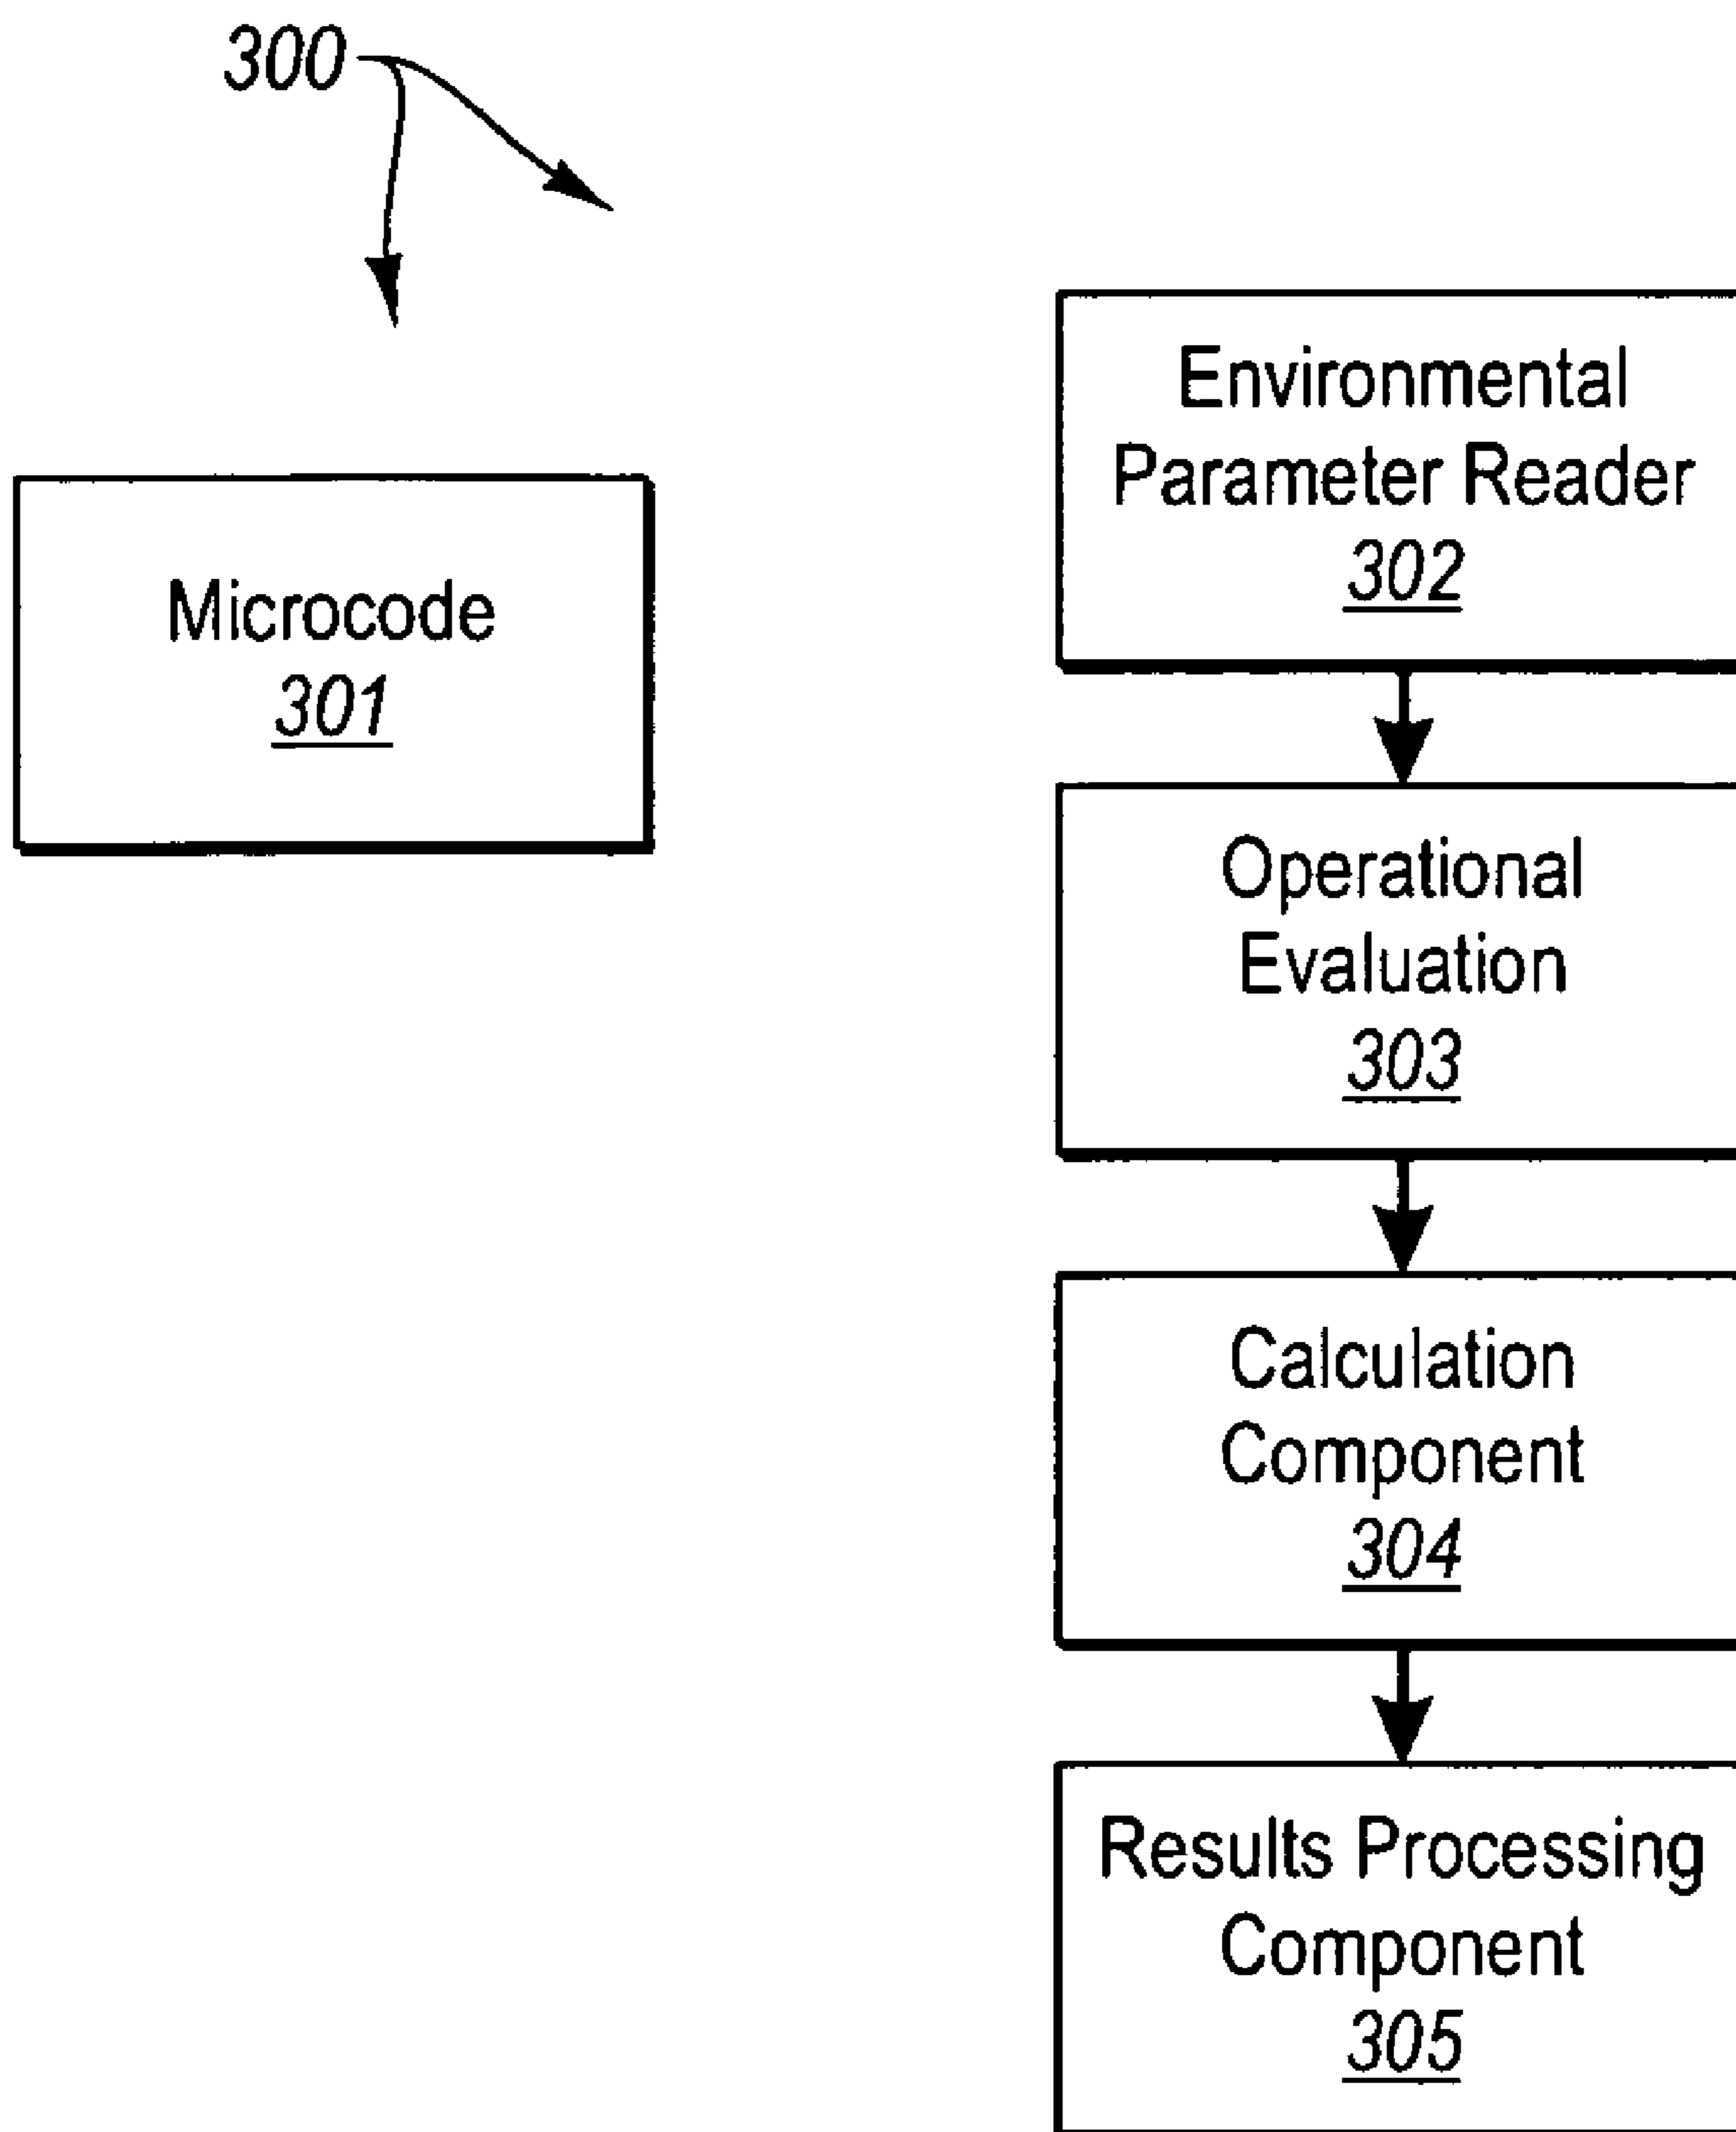 300
Microcode
301
Environmental
Parameter Reader
302
Operational
Evaluation
303
Calculation
Component
304
Results Processing
Component
305